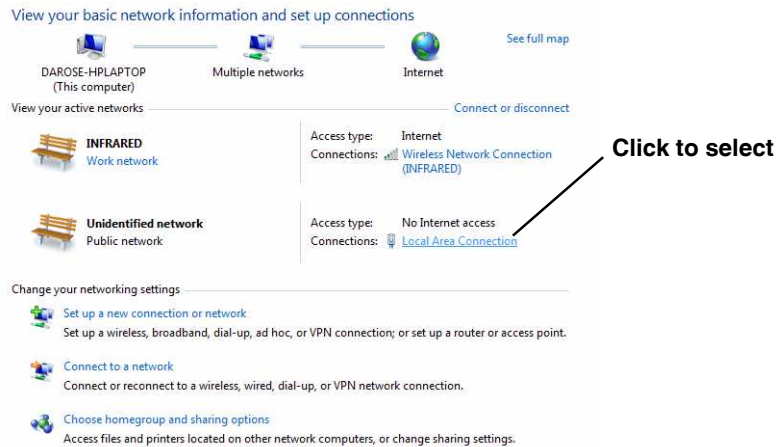 View your basic network information and set up connections
See full map
DAROSE-HPLAPTOP
(This computer)
Multiple networks
Internet
View your active networks
Connect or disconnect
INFRARED
Work network
Access type: Internet
Connections: Wireless Network Connection
(INFRARED)
Click to select
Unidentified network
Public network
Access type: No Internet access
Connections: Local Area Connection
Change your networking settings
Set up a new connection or network
Set up a wireless, broadband, dial-up, ad hoc, or VPN connection; or set up a router or access point.
Connect to a network
Connect or reconnect to a wireless, wired, dial-up, or VPN network connection.
Choose homegroup and sharing options
Access files and printers located on other network computers, or change sharing settings.